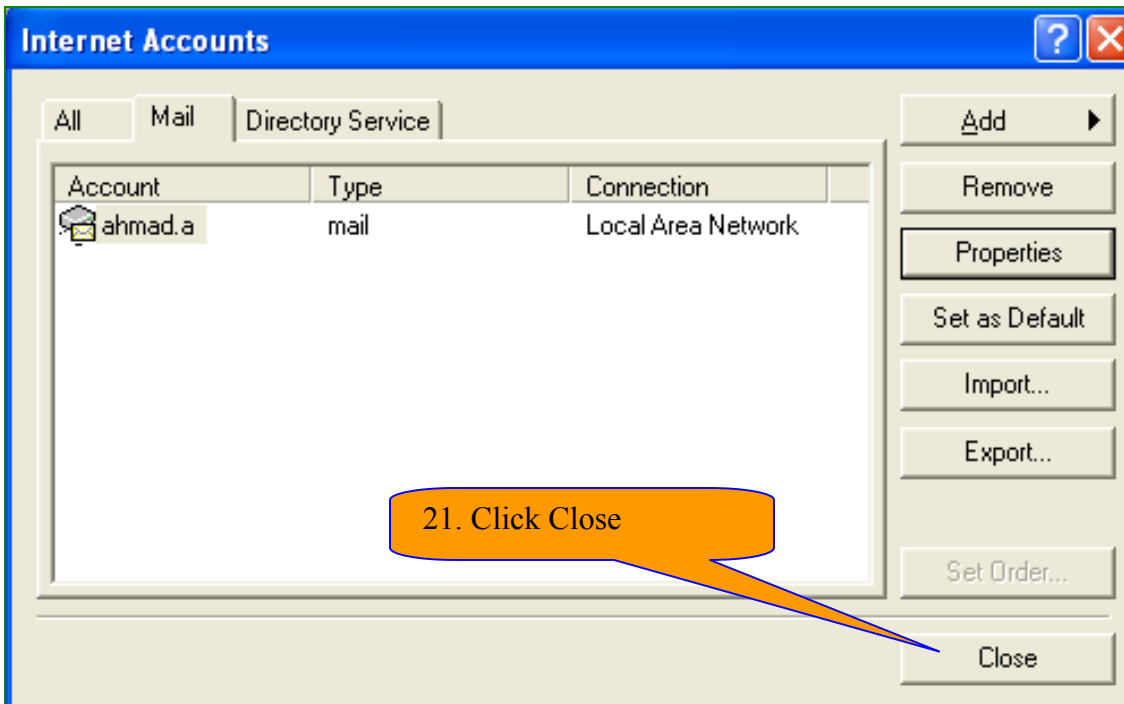 Internet Accounts
All Mail Directory Service
Add
Account Type Connection
Remove
ahmad.a mail Local Area Network
Properties
Set as Default
Import...
Export...
21. Click Close
Set Order...
Close